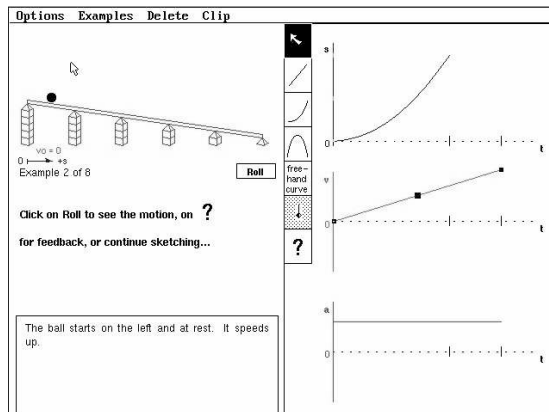 Options Examples Delete Clip
vo = 0
0 +s
Example 2 of 8
Roll
Click on Roll to see the motion, on ?
for feedback, or continue sketching...
The ball starts on the left and at rest. It speeds
up.
free-
hand
curve
?
s
0
t
v
0
t
a
0
t